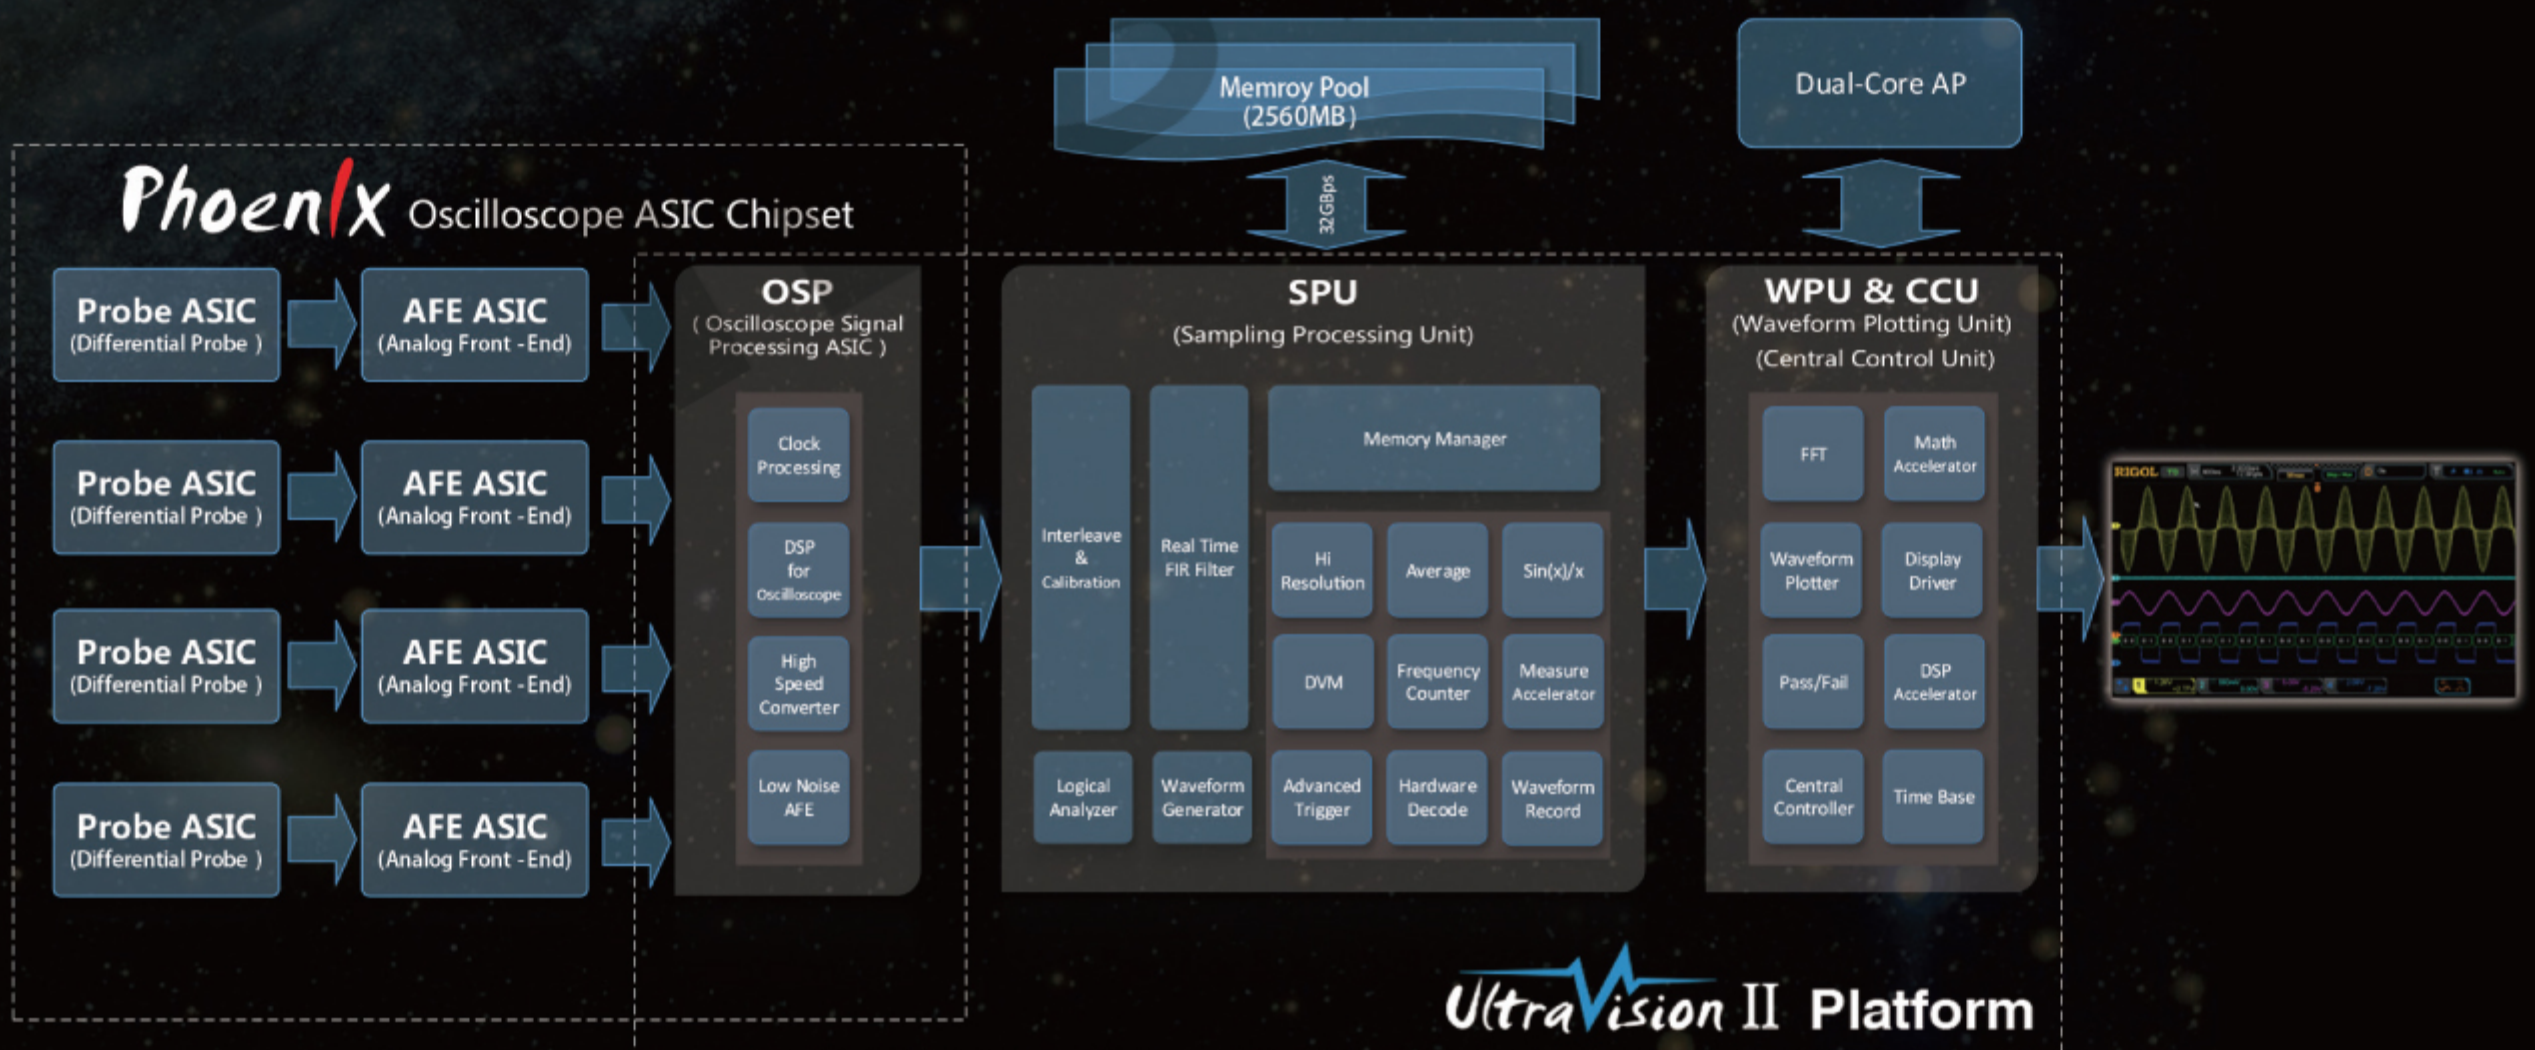 Memroy Pool
(2560MB)
Dual-Core AP
32GBps
Phoenix Oscilloscope ASIC Chipset
Probe ASIC
(Differential Probe )
AFE ASIC
(Analog Front -End)
Probe ASIC
(Differential Probe )
AFE ASIC
(Analog Front -End)
Probe ASIC
(Differential Probe )
AFE ASIC
(Analog Front -End)
Probe ASIC
(Differential Probe )
AFE ASIC
(Analog Front -End)
OSP
( Oscilloscope Signal
Processing ASIC )
Clock
Processing
DSP
for
Oscilloscope
High
Speed
Converter
Low Noise
AFE
SPU
(Sampling Processing Unit)
Interleave
&
Calibration
Real Time
FIR Filter
Memory Manager
Hi
Resolution
Average
Sin(x)/x
DVM
Frequency
Counter
Measure
Accelerator
Logical
Analyzer
Waveform
Generator
Advanced
Trigger
Hardware
Decode
Waveform
Record
WPU & CCU
(Waveform Plotting Unit)
(Central Control Unit)
FFT
Math
Accelerator
Waveform
Plotter
Display
Driver
Pass/Fail
DSP
Accelerator
Central
Controller
Time Base
RIGOL
UltraVision II Platform